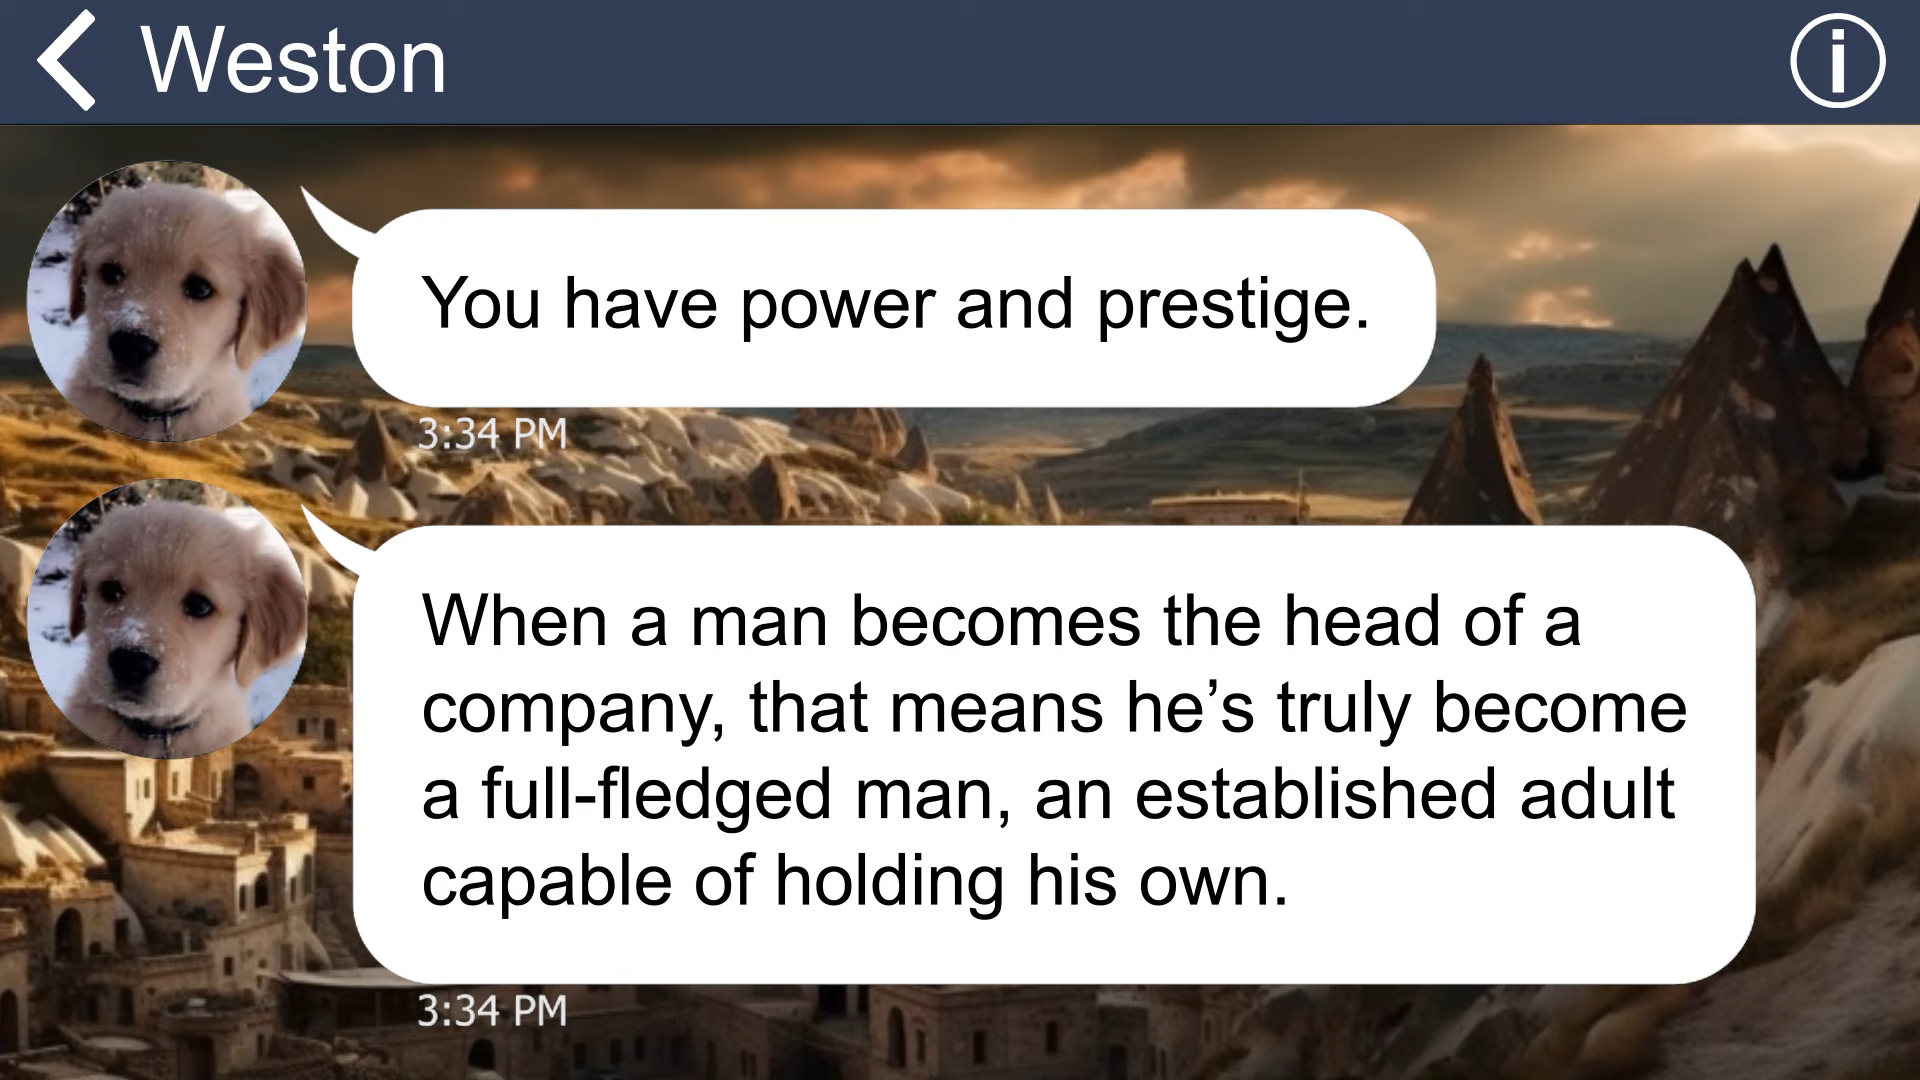 Weston
You have power and prestige.
3:34 PM
When a man becomes the head of a
company, that means he’s truly become
a full-fledged man, an established adult
capable of holding his own.
3:34 PM